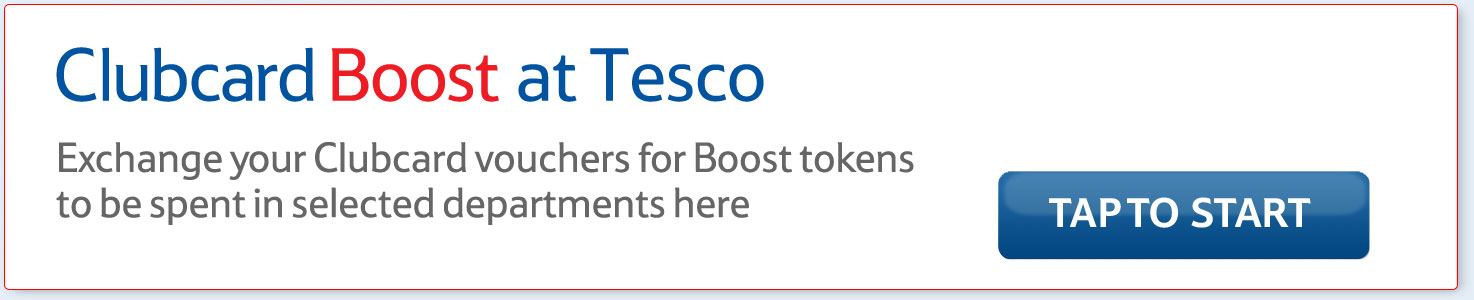 Clubcard Boost at Tesco
Exchange your Clubcard vouchers for Boost tokens
to be spent in selected departments here
TAP TO START